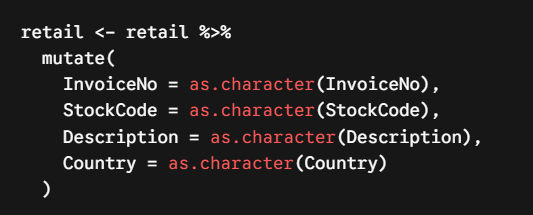 retail <- retail %>%
  mutate(
    InvoiceNo = as.character(InvoiceNo),
    StockCode = as.character(StockCode),
    Description = as.character(Description),
    Country = as.character(Country)
  )